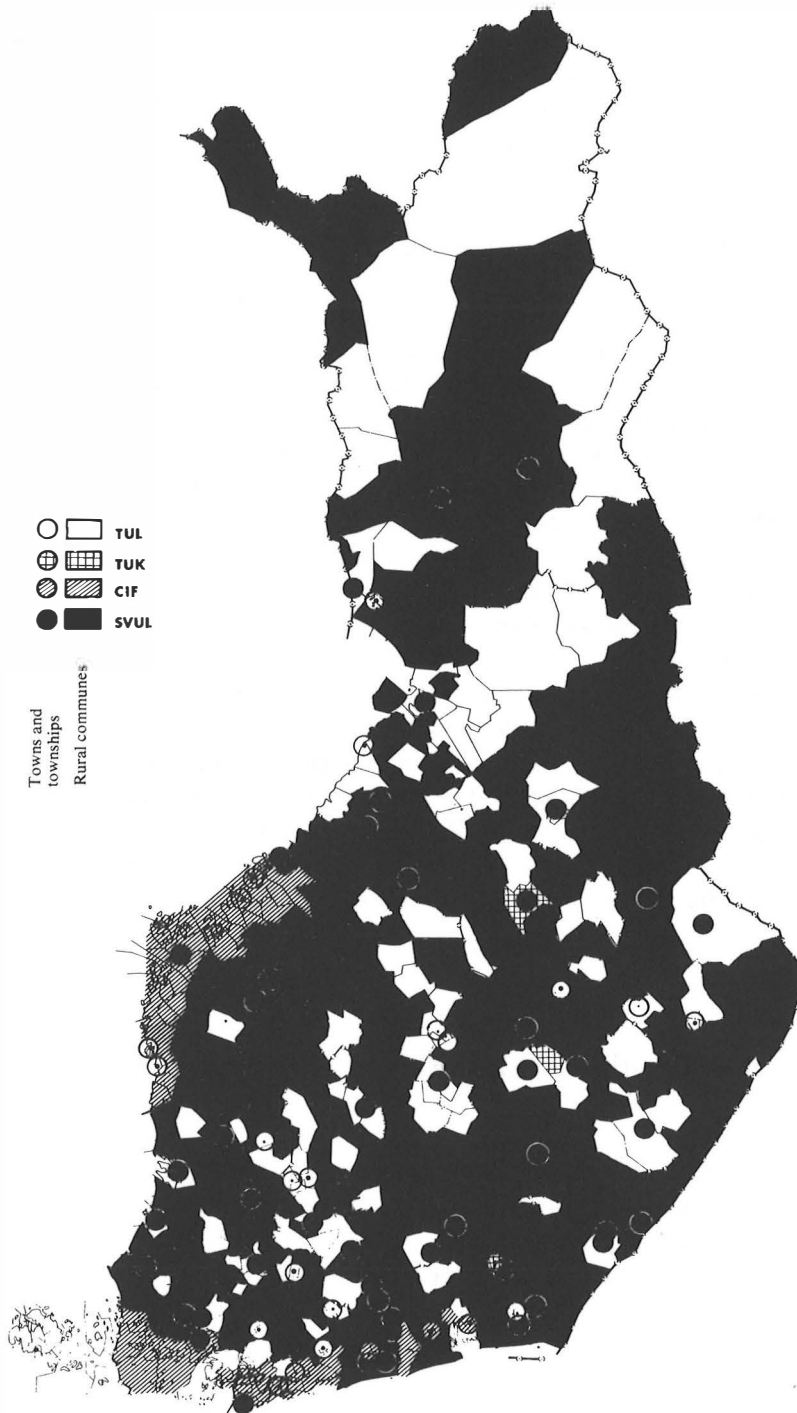 TUL
TUK
CIF
SVUL
Towns and
townships
Rural communes